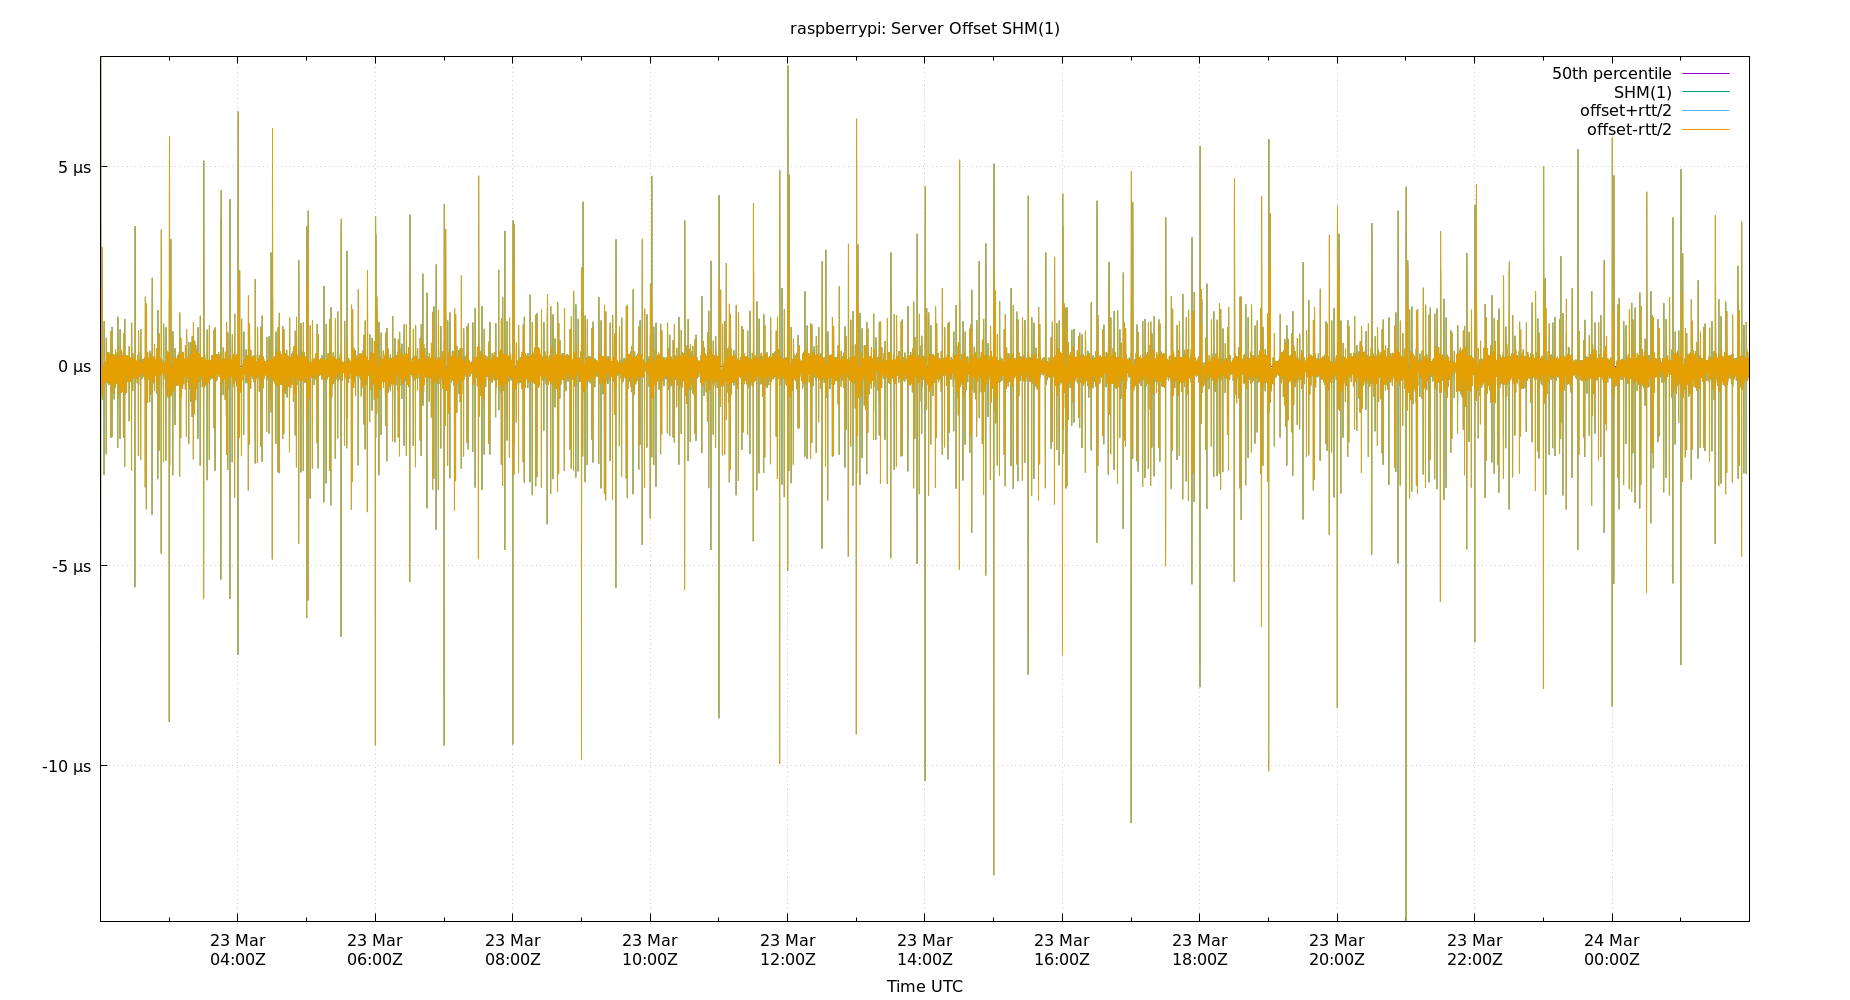 raspberrypi: Server Offset SHM(1)
50th percentile
SHM(1)
offset+rtt/2
offset-rtt/2
5 µs
0 µs
-5 µs
-10 µs
23 Mar 23 Mar 23 Mar 23 Mar 23 Mar 23 Mar 23 Mar 23 Mar 23 Mar 23 Mar 24 Mar
04:00Z 06:00Z 08:00Z 10:00Z 12:00Z 14:00Z 16:00Z 18:00Z 20:00Z 22:00Z 00:00Z
Time UTC